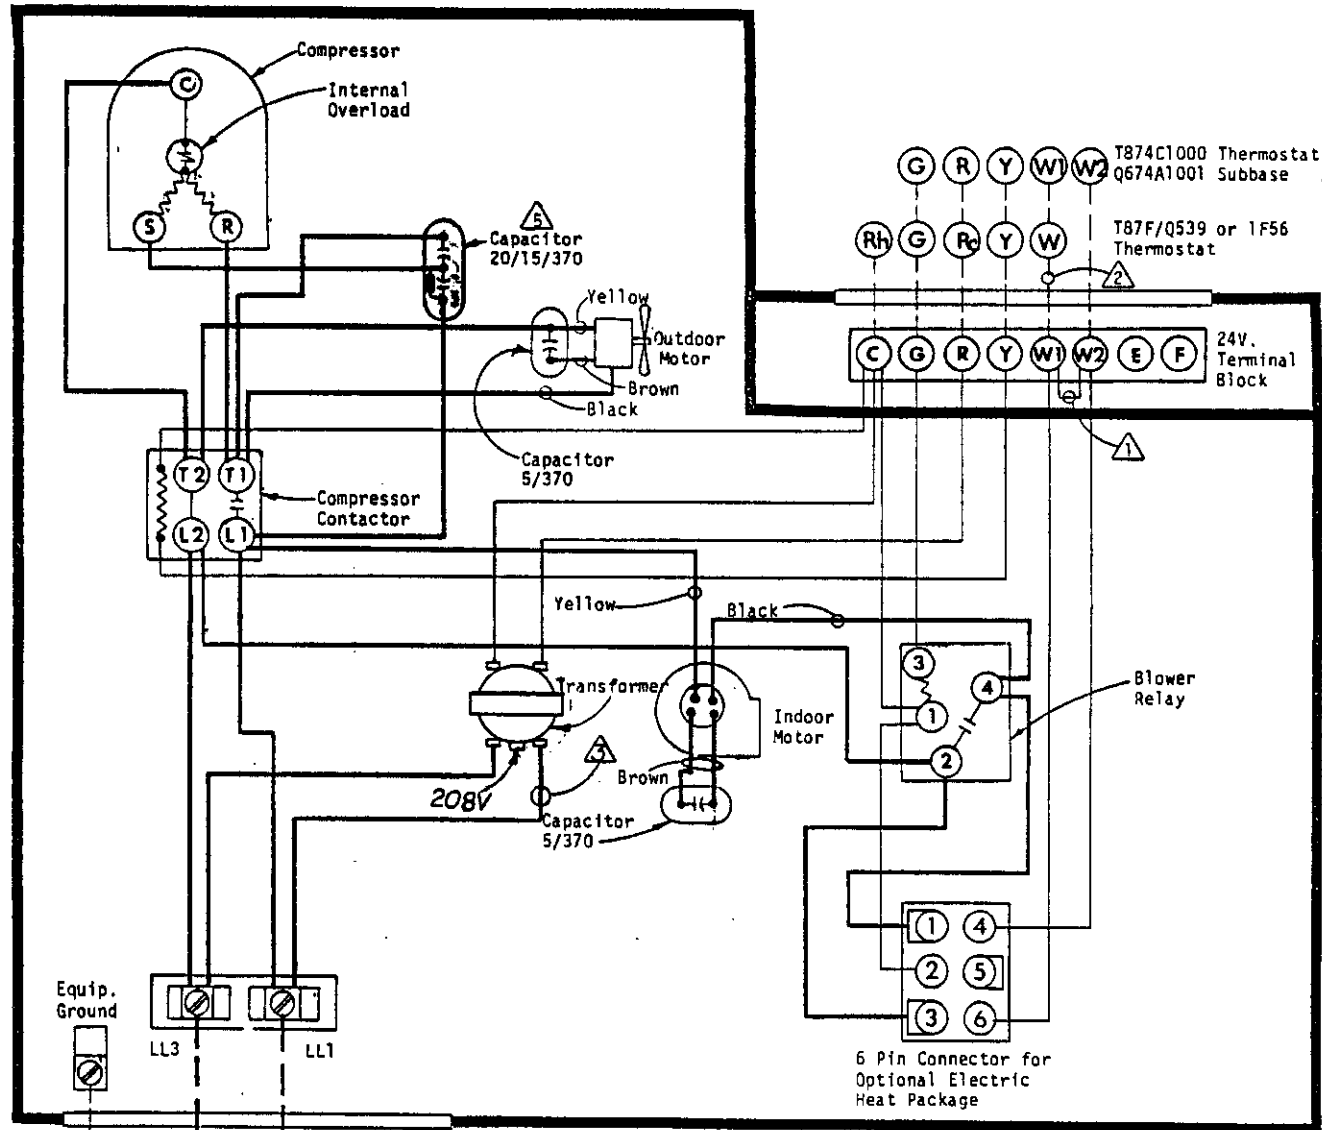 Compressor
Internal
Overload
C
S
R
5
Capacitor
20/15/370
Yellow
Outdoor
Motor
Brown
Black
Capacitor
5/370
T2
T1
L2
L1
Compressor
Contactor
G
R
Y
W1
W2
T874C1000 Thermostat
Q674A1001 Subbase
Rh
G
Rc
Y
W
T87F/Q539 or 1F56
Thermostat
2
C
G
R
Y
W1
W2
E
F
24V.
Terminal
Block
1
Yellow
Black
Transformer
3
208V
Indoor
Motor
Brown
Capacitor
5/370
3
4
1
2
Blower
Relay
1
4
2
5
3
6
6 Pin Connector for
Optional Electric
Heat Package
Equip.
Ground
LL3
LL1